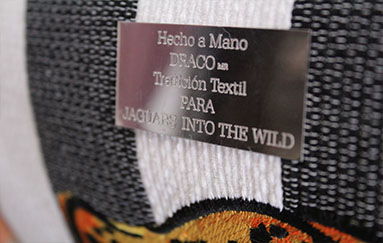 Hecho a Mano
DRACO MR
Tradición Textil
PARA
JAGUARS INTO THE WILD